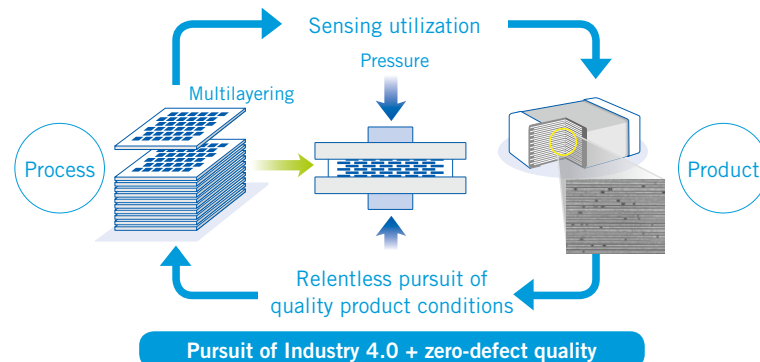 Sensing utilization
Pressure
Multilayering
Process
Product
Relentless pursuit of
quality product conditions
Pursuit of Industry 4.0 + zero-defect quality